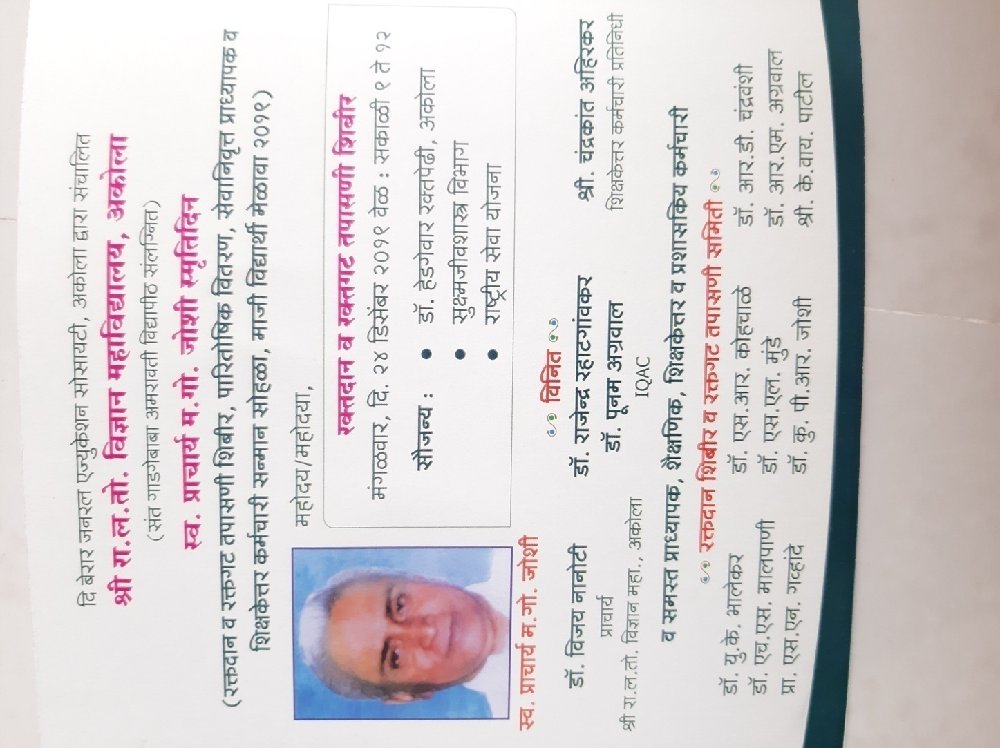 दि बेरार जनरल एज्युकेशन सोसायटी, अकोला द्वारा संचालित
श्री रा.ल.तो. विज्ञान महाविद्यालय, अकोला
(संत गाडगेबाबा अमरावती विद्यापीठ संलग्नित)
स्व. प्राचार्य म.गो. जोशी स्मृतिदिन
(रक्तदान व रक्तगट तपासणी शिबीर, पारितोषिक वितरण, सेवानिवृत्त प्राध्यापक व
शिक्षकेत्तर कर्मचारी सन्मान सोहळा, माजी विद्यार्थी मेळावा २०१९)
महोदय/महोदया,
रक्तदान व रक्तगट तपासणी शिबीर
मंगळवार, दि. २४ डिसेंबर २०१९ वेळ : सकाळी ९ ते १२
सौजन्य : • डॉ. हेडगेवार रक्तपेढी, अकोला
• सुक्ष्मजीवशास्त्र विभाग
• राष्ट्रीय सेवा योजना
स्व. प्राचार्य म.गो. जोशी
विनित
डॉ. विजय नानोटी डॉ. राजेन्द्र रहाटगांवकर श्री. चंद्रकांत अहिरकर
प्राचार्य डॉ. पूनम अग्रवाल शिक्षकेत्तर कर्मचारी प्रतिनिधी
श्री रा.ल.तो. विज्ञान महा., अकोला IQAC
व समस्त प्राध्यापक, शैक्षणिक, शिक्षकेत्तर व प्रशासकिय कर्मचारी
रक्तदान शिबीर व रक्तगट तपासणी समिती
डॉ. यु.के. भालेकर डॉ. एस.आर. कोहचाळे डॉ. आर.डी. चंद्रवंशी
डॉ. एच.एस. मालपाणी डॉ. एस.एल. मुंडे डॉ. आर.एम. अग्रवाल
प्रा. एस.एन. गव्हांदे डॉ. कु. पी.आर. जोशी श्री. के.वाय. पाटील